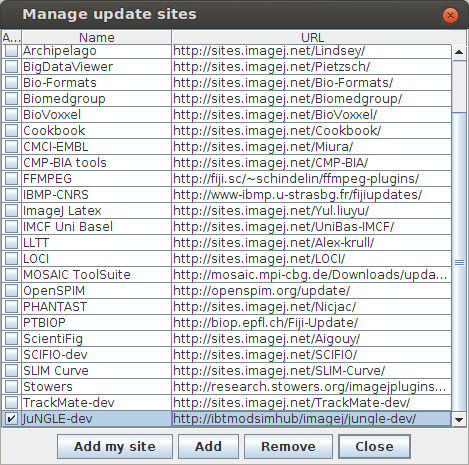 Manage update sites
A... Name URL
Archipelago http://sites.imagej.net/Lindsey/
BigDataViewer http://sites.imagej.net/Pietzsch/
Bio-Formats http://sites.imagej.net/Bio-Formats/
Biomedgroup http://sites.imagej.net/Biomedgroup/
BioVoxxel http://sites.imagej.net/BioVoxxel/
Cookbook http://sites.imagej.net/Cookbook/
CMCI-EMBL http://sites.imagej.net/Miura/
CMP-BIA tools http://sites.imagej.net/CMP-BIA/
FFMPEG http://fiji.sc/~schindelin/ffmpeg-plugins/
IBMP-CNRS http://www-ibmp.u-strasbg.fr/fijiupdates/
ImageJ Latex http://sites.imagej.net/Yul.liuyu/
IMCF Uni Basel http://sites.imagej.net/UniBas-IMCF/
LLTT http://sites.imagej.net/Alex-krull/
LOCI http://sites.imagej.net/LOCI/
MOSAIC ToolSuite http://mosaic.mpi-cbg.de/Downloads/upda...
OpenSPIM http://openspim.org/update/
PHANTAST http://sites.imagej.net/Nicjac/
PTBIOP http://biop.epfl.ch/Fiji-Update/
ScientiFig http://sites.imagej.net/Aigouy/
SCIFIO-dev http://sites.imagej.net/SCIFIO/
SLIM Curve http://sites.imagej.net/SLIM-Curve/
Stowers http://research.stowers.org/imagejplugins...
TrackMate-dev http://sites.imagej.net/TrackMate-dev/
JuNGLE-dev http://ibtmodsimhub/imagej/jungle-dev/
Add my site Add Remove Close